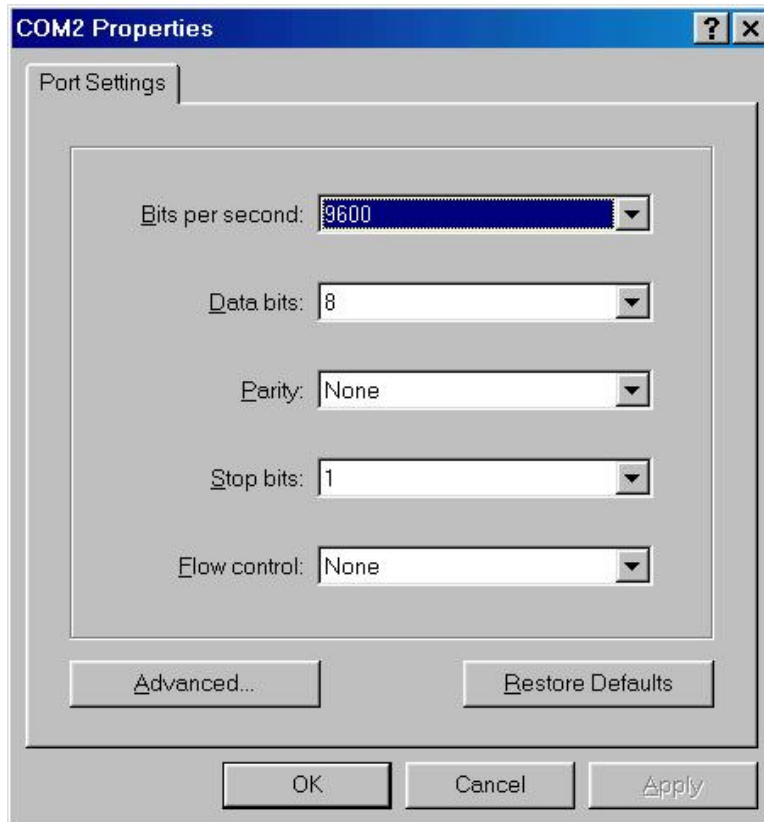 COM2 Properties
Port Settings
Bits per second: 9600
Data bits: 8
Parity: None
Stop bits: 1
Flow control: None
Advanced... Restore Defaults
OK Cancel Apply